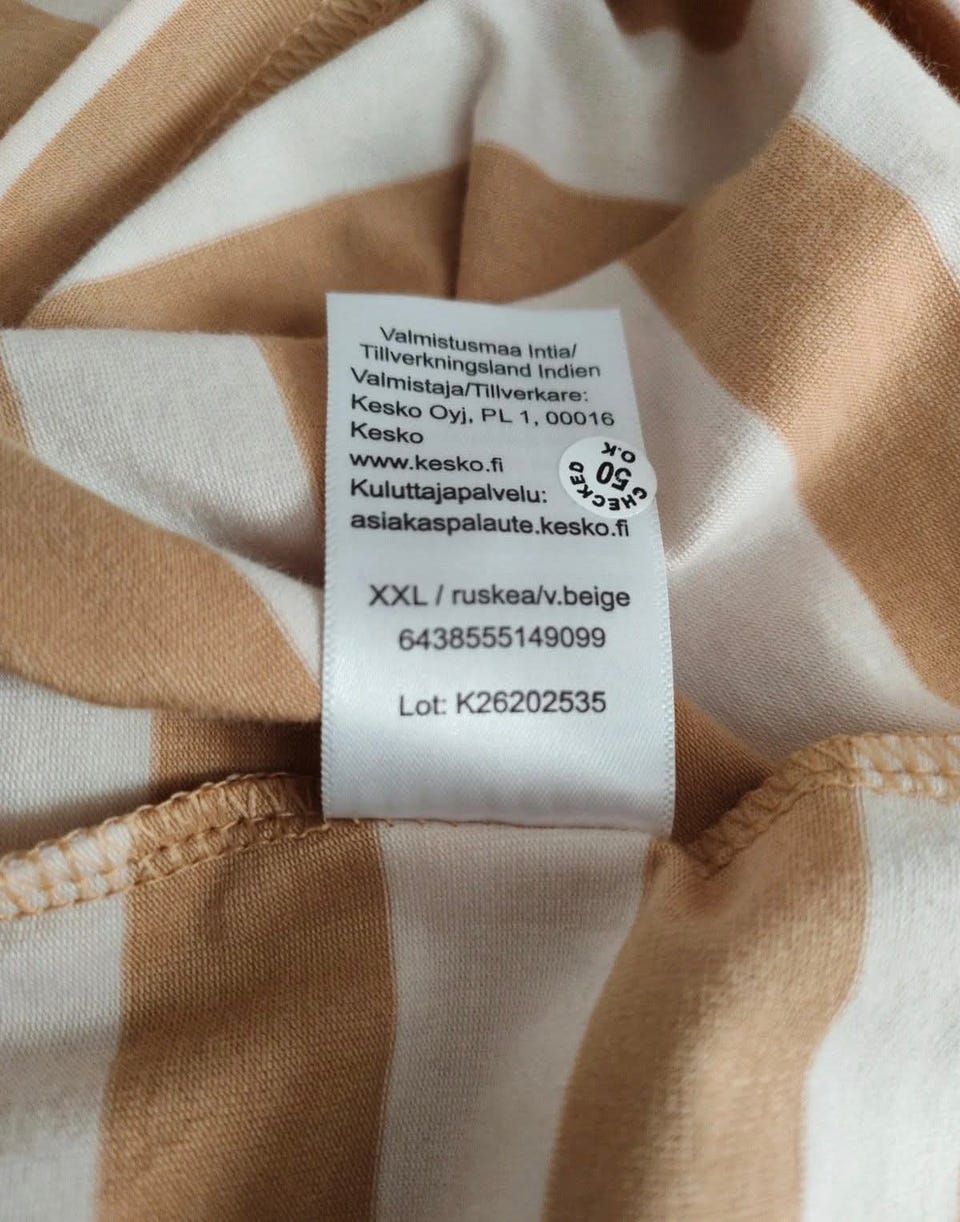 Valmistusmaa Intia/
Tillverkningsland Indien
Valmistaja/Tillverkare:
Kesko Oyj, PL 1, 00016
Kesko
www.kesko.fi
Kuluttajapalvelu:
asiakaspalaute.kesko.fi
CHECKED
50
O.K
XXL / ruskea/v.beige
6438555149099
Lot: K26202535